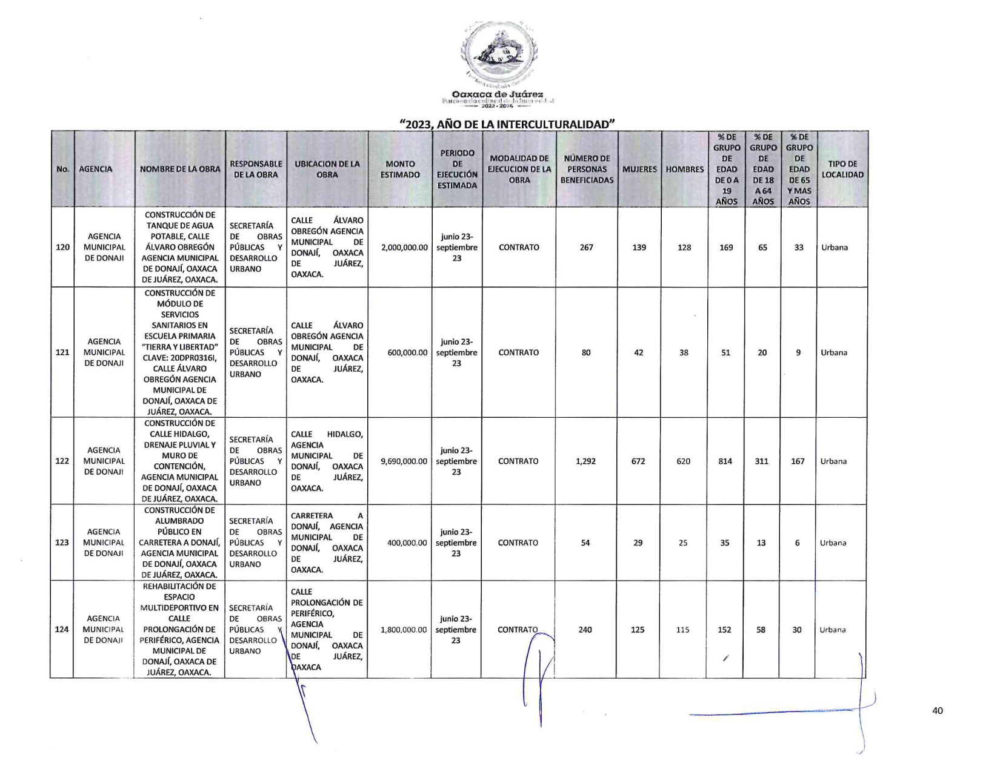 Oaxaca de Juárez
2022 - 2024
“2023, AÑO DE LA INTERCULTURALIDAD”
No.
AGENCIA
NOMBRE DE LA OBRA
RESPONSABLE
DE LA OBRA
UBICACION DE LA
OBRA
MONTO
ESTIMADO
PERIODO
DE
EJECUCIÓN
ESTIMADA
MODALIDAD DE
EJECUCION DE LA
OBRA
NÚMERO DE
PERSONAS
BENEFICIADAS
MUJERES
HOMBRES
% DE
GRUPO
DE
EDAD
DE 0 A
19
AÑOS
% DE
GRUPO
DE
EDAD
DE 18
A 64
AÑOS
% DE
GRUPO
DE
EDAD
DE 65
Y MAS
AÑOS
TIPO DE
LOCALIDAD
120
AGENCIA
MUNICIPAL
DE DONAJI
CONSTRUCCIÓN DE
TANQUE DE AGUA
POTABLE, CALLE
ÁLVARO OBREGÓN
AGENCIA MUNICIPAL
DE DONAJÍ, OAXACA
DE JUÁREZ, OAXACA.
SECRETARÍA
DE OBRAS
PÚBLICAS Y
DESARROLLO
URBANO
CALLE ÁLVARO
OBREGÓN AGENCIA
MUNICIPAL DE
DONAJÍ, OAXACA
DE JUÁREZ,
OAXACA.
2,000,000.00
junio 23-
septiembre
23
CONTRATO
267
139
128
169
65
33
Urbana
121
AGENCIA
MUNICIPAL
DE DONAJI
CONSTRUCCIÓN DE
MÓDULO DE
SERVICIOS
SANITARIOS EN
ESCUELA PRIMARIA
“TIERRA Y LIBERTAD”
CLAVE: 20DPR0316I,
CALLE ÁLVARO
OBREGÓN AGENCIA
MUNICIPAL DE
DONAJÍ, OAXACA DE
JUÁREZ, OAXACA.
SECRETARÍA
DE OBRAS
PÚBLICAS Y
DESARROLLO
URBANO
CALLE ÁLVARO
OBREGÓN AGENCIA
MUNICIPAL DE
DONAJÍ, OAXACA
DE JUÁREZ,
OAXACA.
600,000.00
junio 23-
septiembre
23
CONTRATO
80
42
38
51
20
9
Urbana
122
AGENCIA
MUNICIPAL
DE DONAJI
CONSTRUCCIÓN DE
CALLE HIDALGO,
DRENAJE PLUVIAL Y
MURO DE
CONTENCIÓN,
AGENCIA MUNICIPAL
DE DONAJÍ, OAXACA
DE JUÁREZ, OAXACA.
SECRETARÍA
DE OBRAS
PÚBLICAS Y
DESARROLLO
URBANO
CALLE HIDALGO,
AGENCIA
MUNICIPAL DE
DONAJÍ, OAXACA
DE JUÁREZ,
OAXACA.
9,690,000.00
junio 23-
septiembre
23
CONTRATO
1,292
672
620
814
311
167
Urbana
123
AGENCIA
MUNICIPAL
DE DONAJI
CONSTRUCCIÓN DE
ALUMBRADO
PÚBLICO EN
CARRETERA A DONAJÍ,
AGENCIA MUNICIPAL
DE DONAJÍ, OAXACA
DE JUÁREZ, OAXACA.
SECRETARÍA
DE OBRAS
PÚBLICAS Y
DESARROLLO
URBANO
CARRETERA A
DONAJÍ, AGENCIA
MUNICIPAL DE
DONAJÍ, OAXACA
DE JUÁREZ,
OAXACA.
400,000.00
junio 23-
septiembre
23
CONTRATO
54
29
25
35
13
6
Urbana
124
AGENCIA
MUNICIPAL
DE DONAJI
REHABILITACIÓN DE
ESPACIO
MULTIDEPORTIVO EN
CALLE
PROLONGACIÓN DE
PERIFÉRICO, AGENCIA
MUNICIPAL DE
DONAJÍ, OAXACA DE
JUÁREZ, OAXACA.
SECRETARÍA
DE OBRAS
PÚBLICAS Y
DESARROLLO
URBANO
CALLE
PROLONGACIÓN DE
PERIFÉRICO,
AGENCIA
MUNICIPAL DE
DONAJÍ, OAXACA
DE JUÁREZ,
OAXACA
1,800,000.00
junio 23-
septiembre
23
CONTRATO
240
125
115
152
58
30
Urbana
40